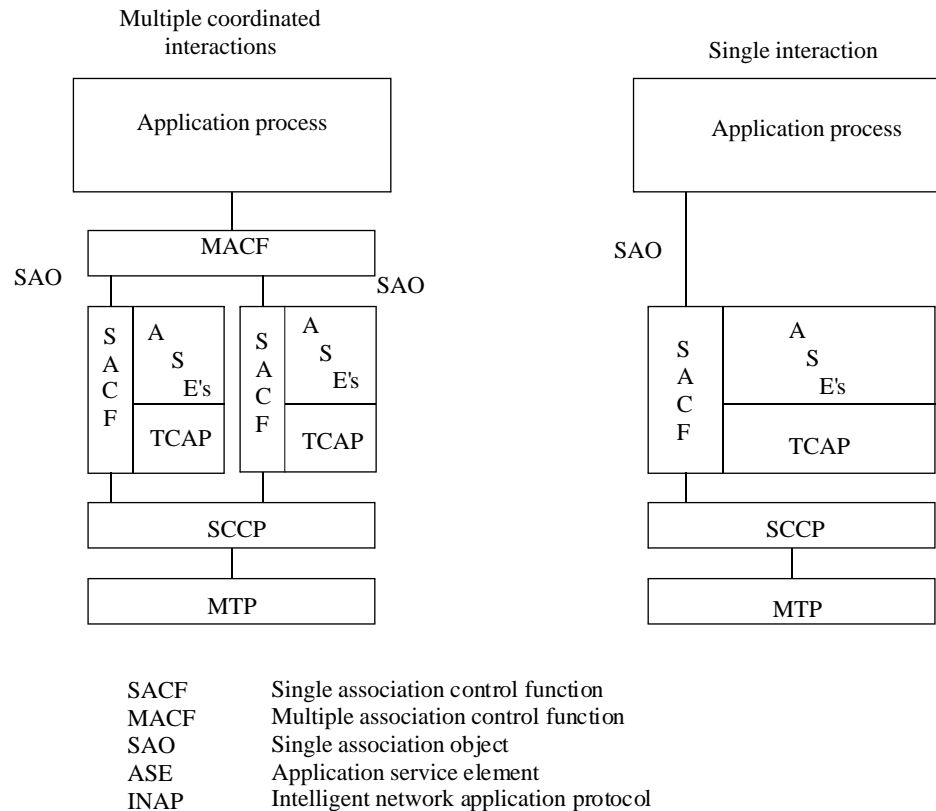 Multiple coordinated
interactions
Application process
MACF
SAO
SAO
S
A
C
F
A
S
E's
TCAP
S
A
C
F
A
S
E's
TCAP
SCCP
MTP
Single interaction
Application process
SAO
S
A
C
F
A
S
E's
TCAP
SCCP
MTP
SACF Single association control function
MACF Multiple association control function
SAO Single association object
ASE Application service element
INAP Intelligent network application protocol